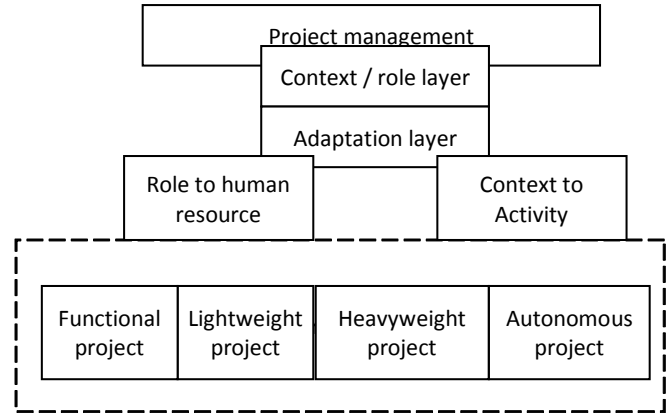 Project management
Context / role layer
Adaptation layer
Role to human
resource
Context to
Activity
Functional
project
Lightweight
project
Heavyweight
project
Autonomous
project